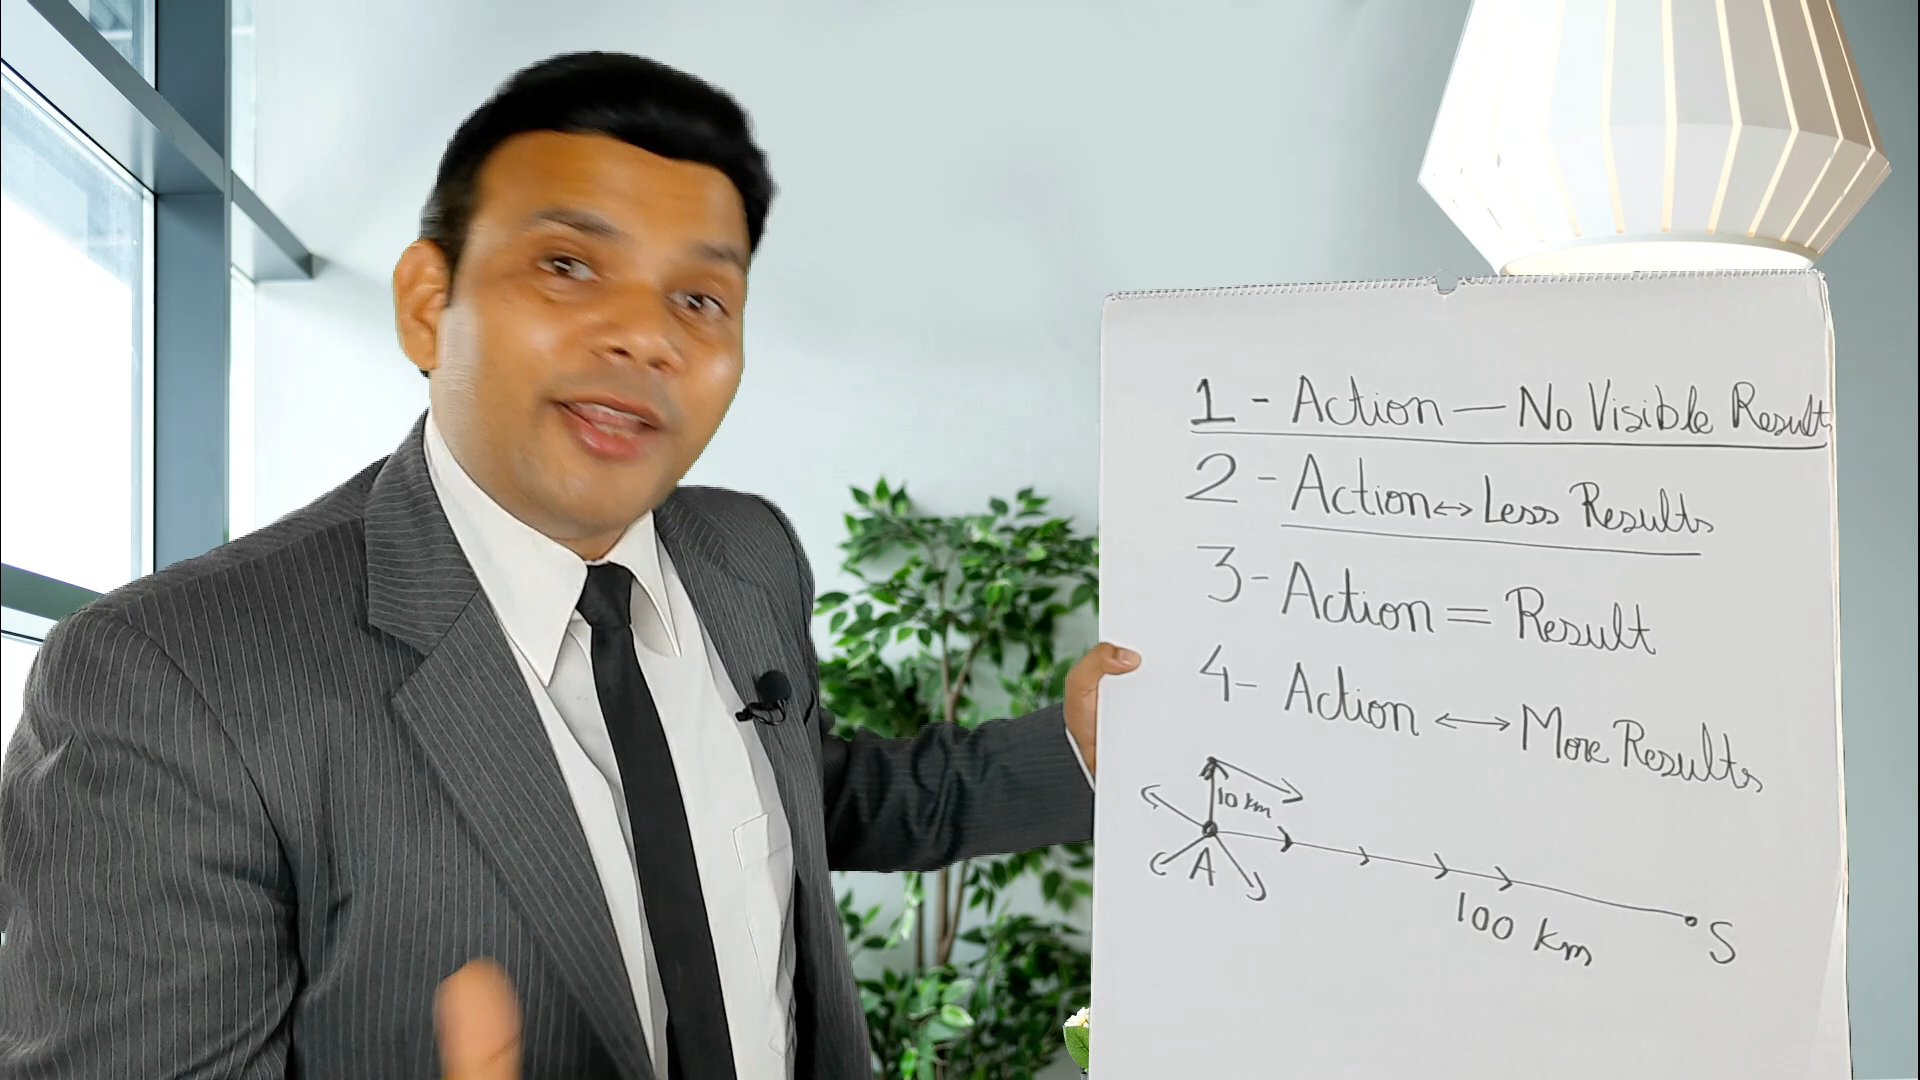 1 - Action — No Visible Results
2 - Action ↔ Less Results
3 - Action = Result
4 - Action ↔ More Results
10 km
A
100 km
S